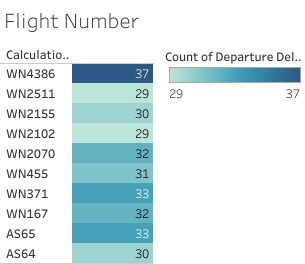 Flight Number
Calculatio..
Count of Departure Del..
29 37
WN4386 37
WN2511 29
WN2155 30
WN2102 29
WN2070 32
WN455 31
WN371 33
WN167 32
AS65 33
AS64 30